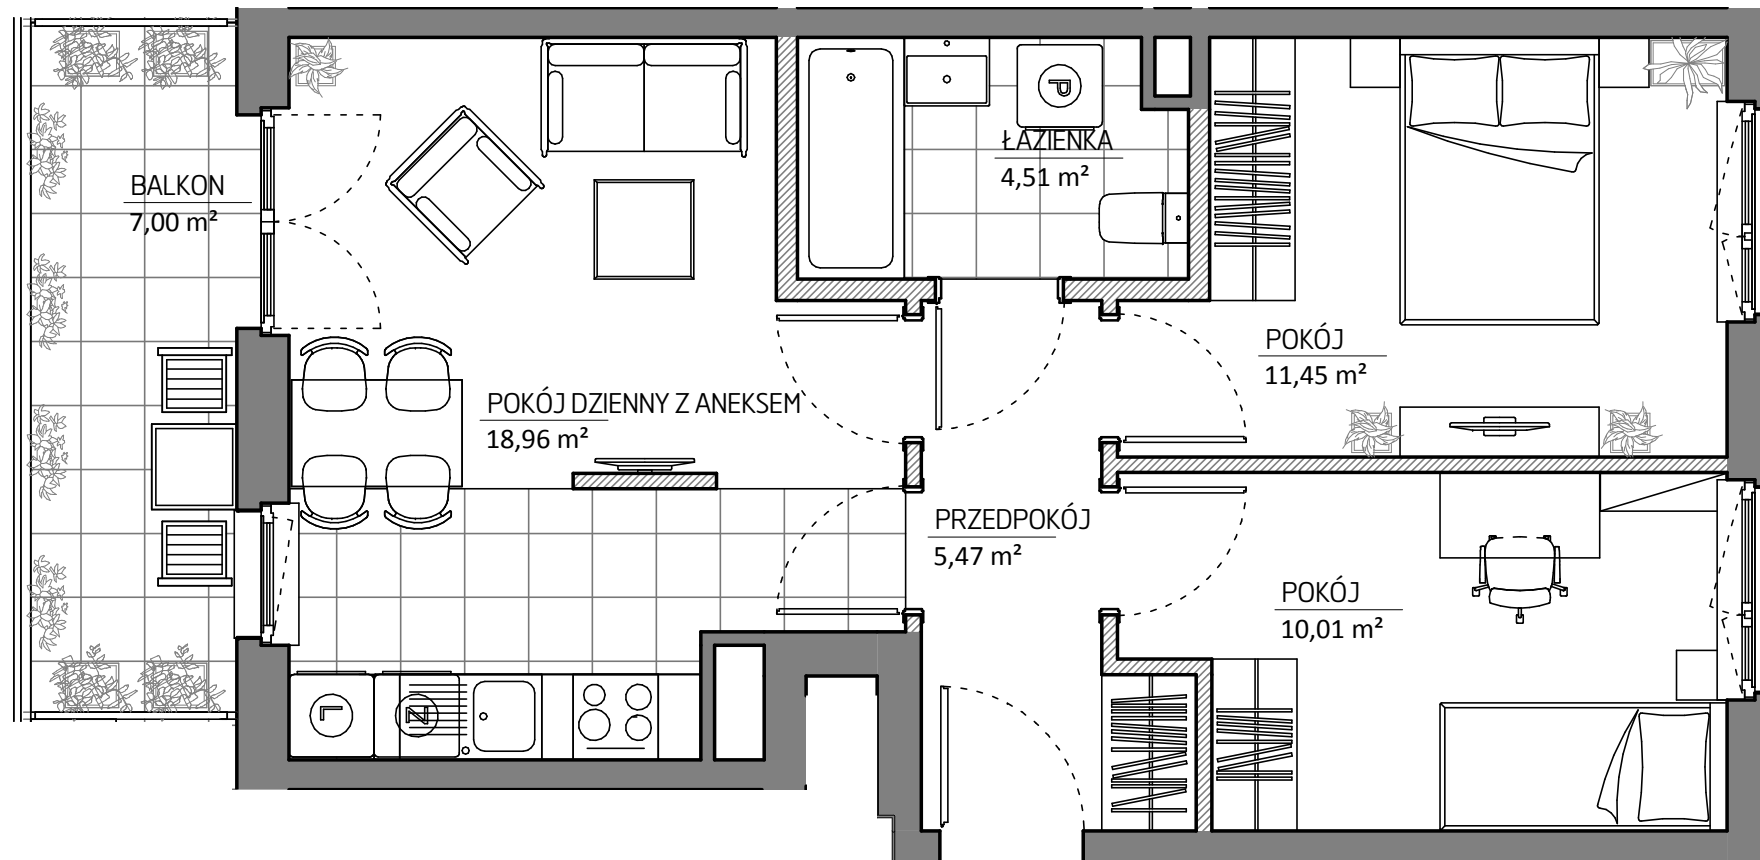 BALKON
7,00 m²
ŁAZIENKA
4,51 m²
P
POKÓJ
11,45 m²
POKÓJ DZIENNY Z ANEKSEM
18,96 m²
PRZEDPOKÓJ
5,47 m²
POKÓJ
10,01 m²
L
Z